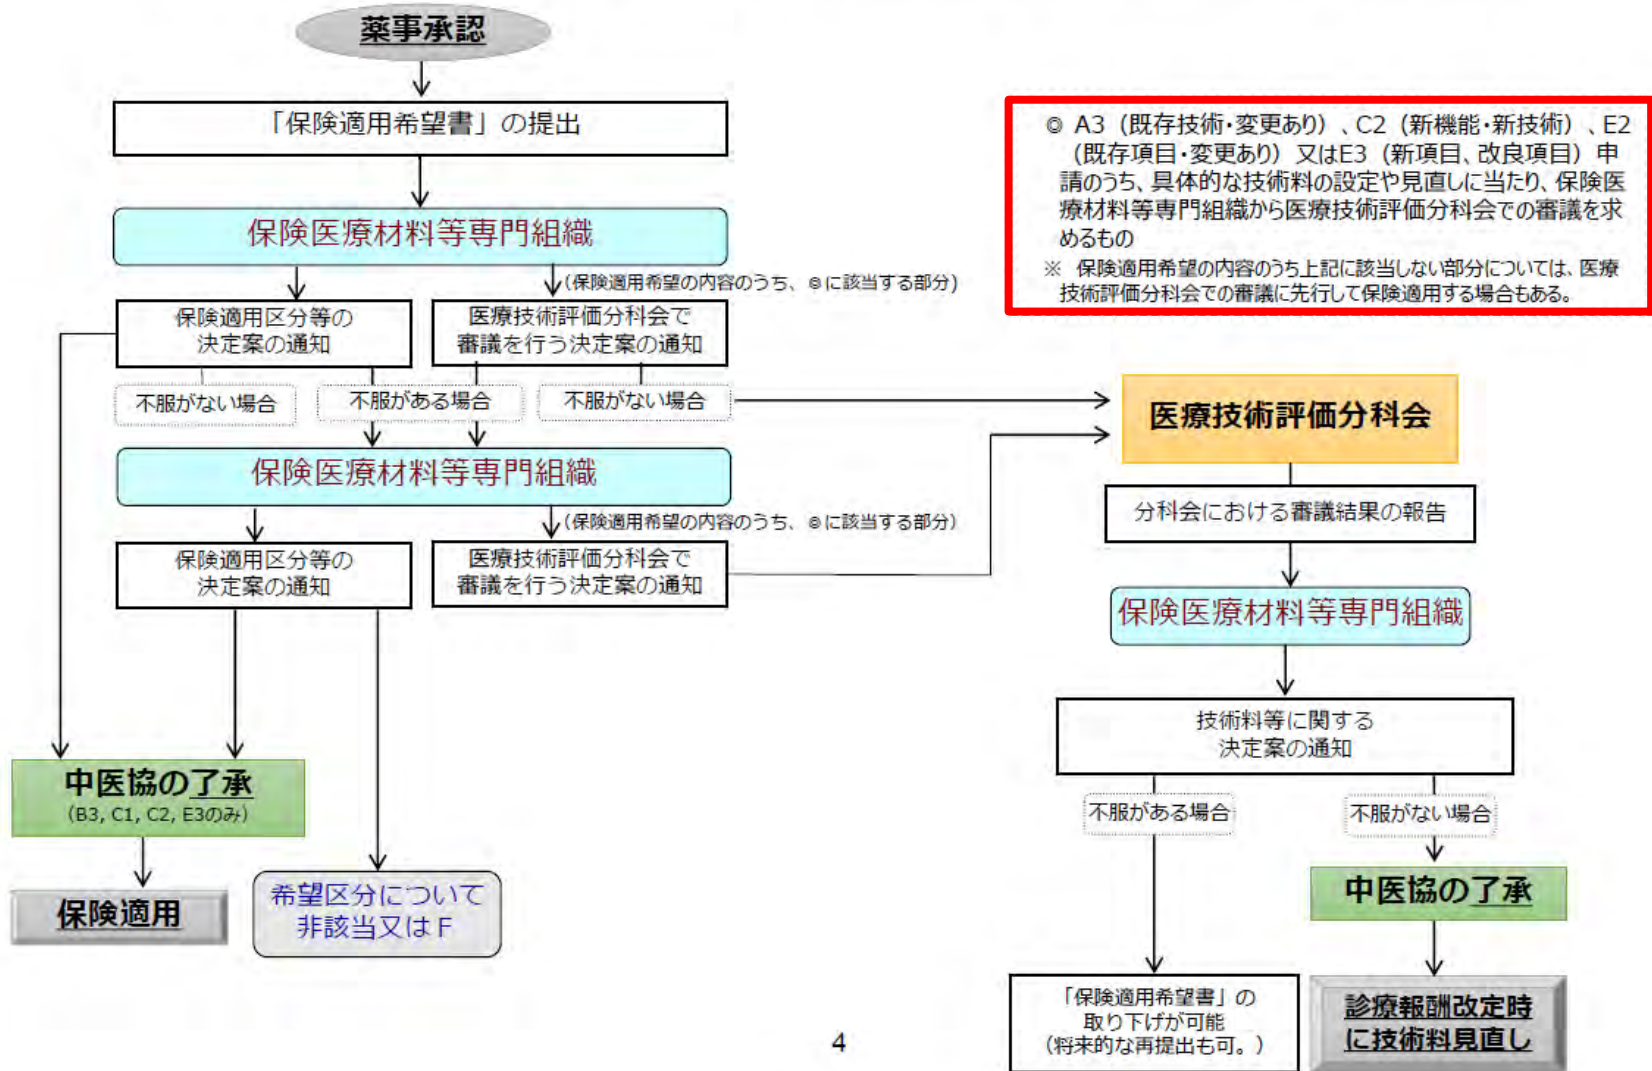 薬事承認
「保険適用希望書」の提出
◎ A3（既存技術・変更あり）、C2（新機能・新技術）、E2
（既存項目・変更あり）又はE3（新項目、改良項目）申
請のうち、具体的な技術料の設定や見直しに当たり、保険医
療材料等専門組織から医療技術評価分科会での審議を求
めるもの
※ 保険適用希望の内容のうち上記に該当しない部分については、医療
技術評価分科会での審議に先行して保険適用する場合もある。
保険医療材料等専門組織
（保険適用希望の内容のうち、◎に該当する部分）
保険適用区分等の
決定案の通知
医療技術評価分科会で
審議を行う決定案の通知
不服がない場合
不服がある場合
不服がない場合
保険医療材料等専門組織
（保険適用希望の内容のうち、◎に該当する部分）
保険適用区分等の
決定案の通知
医療技術評価分科会で
審議を行う決定案の通知
中医協の了承
（B3, C1, C2, E3のみ）
保険適用
希望区分について
非該当又はF
医療技術評価分科会
分科会における審議結果の報告
保険医療材料等専門組織
技術料等に関する
決定案の通知
不服がある場合
不服がない場合
中医協の了承
「保険適用希望書」の
取り下げが可能
（将来的な再提出も可。）
診療報酬改定時
に技術料見直し
4